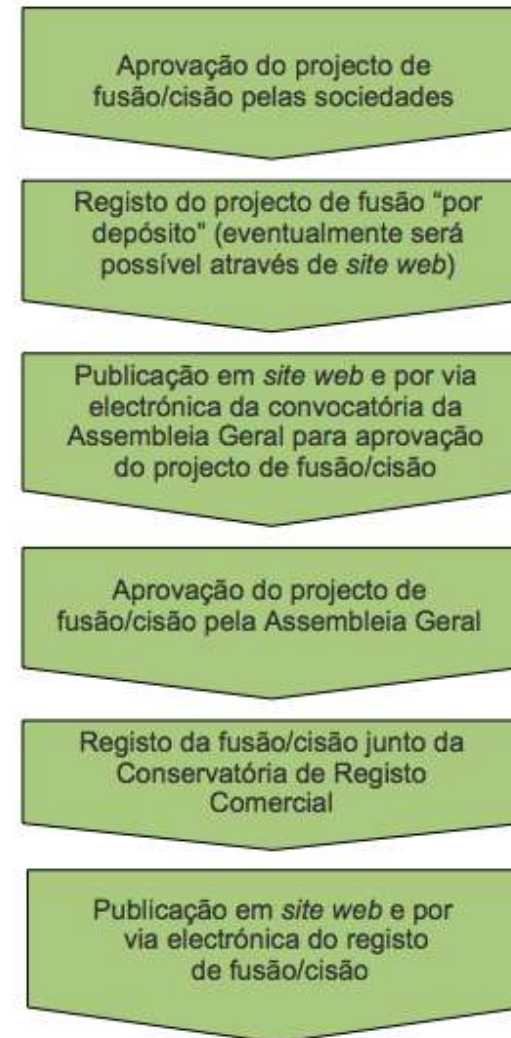 Aprovação do projecto de
fusão/cisão pelas sociedades
Registo do projecto de fusão “por
depósito” (eventualmente será
possível através de site web)
Publicação em site web e por via
electrónica da convocatória da
Assembleia Geral para aprovação
do projecto de fusão/cisão
Aprovação do projecto de
fusão/cisão pela Assembleia Geral
Registo da fusão/cisão junto da
Conservatória de Registo
Comercial
Publicação em site web e por
via electrónica do registo
de fusão/cisão